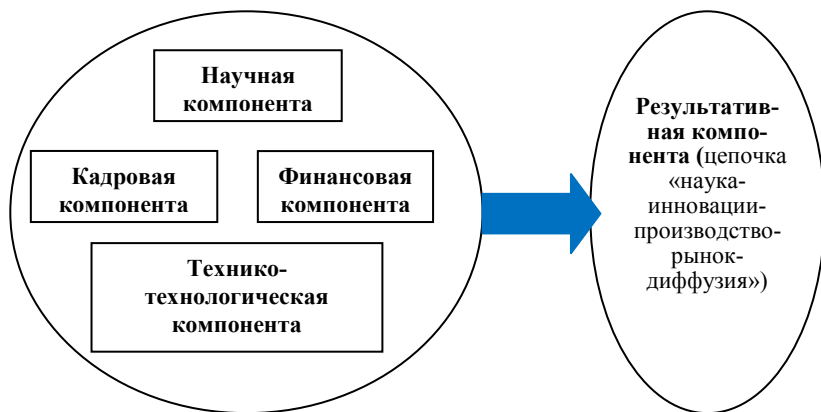 Научная
компонента
Кадровая
компонента
Финансовая
компонента
Технико-
технологическая
компонента
Результатив-
ная компо-
нента (цепочка
«наука-
инновации-
производство-
рынок-
диффузия»)